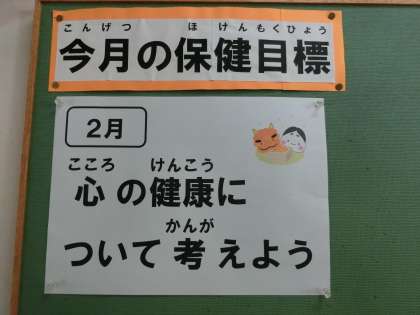 こんげつ ほけんもくひょう
今月の保健目標
2月
こころ けんこう
心の健康に
かんが
ついて考えよう